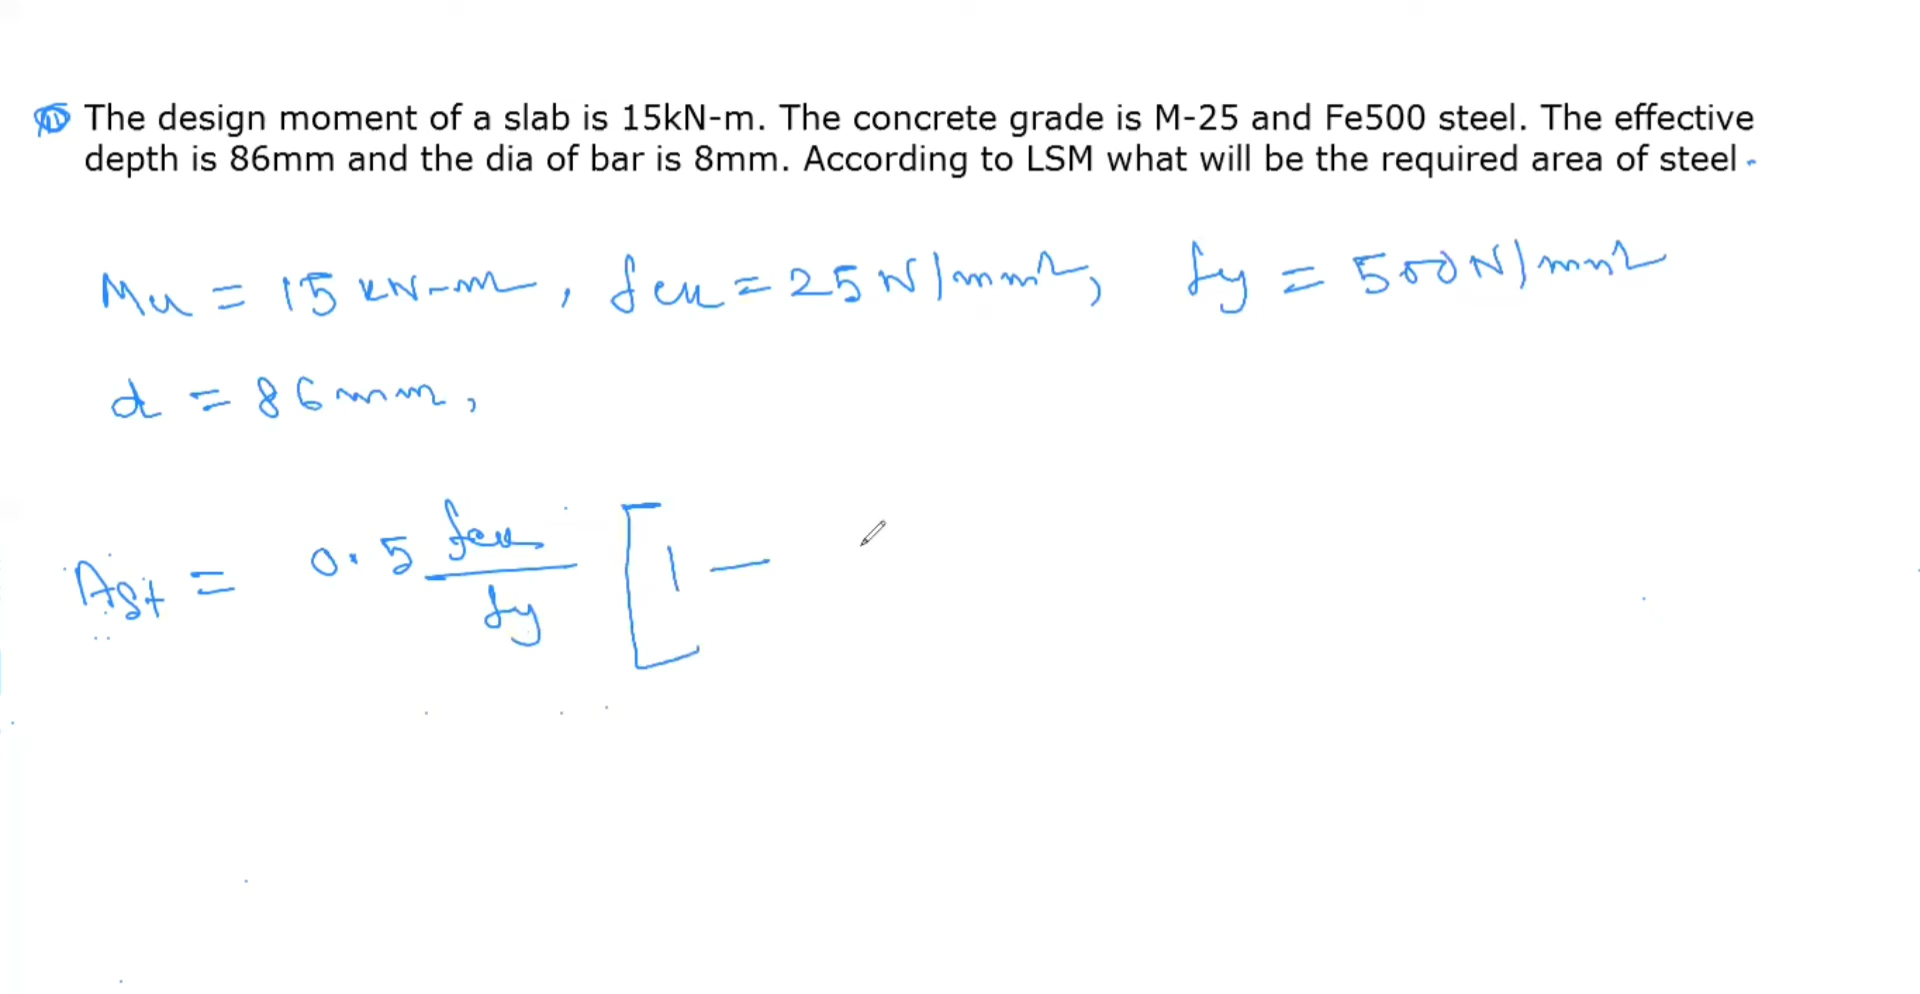 The design moment of a slab is 15kN-m. The concrete grade is M-25 and Fe500 steel. The effective
depth is 86mm and the dia of bar is 8mm. According to LSM what will be the required area of steel.
Mu = 15 kN-m, fck = 25 N/mm², fy = 500 N/mm²
d = 86 mm,
Ast = 0.5 fck/fy [1 -